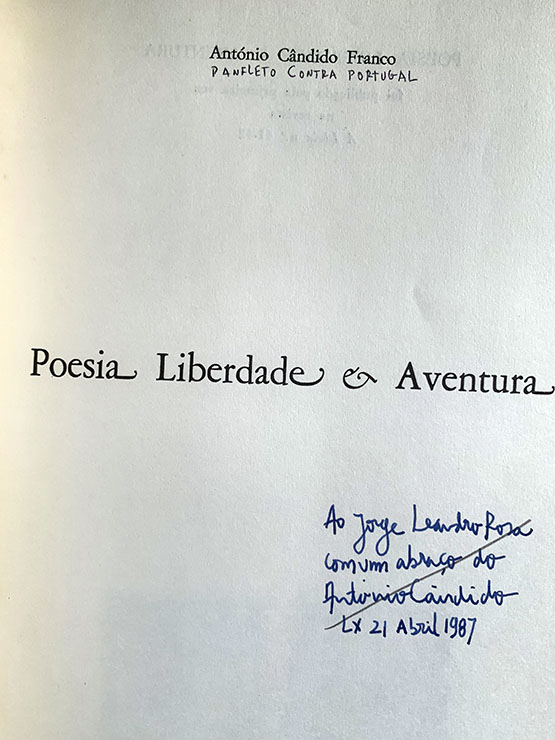 António Cândido Franco
PANFLETO CONTRA PORTUGAL
Poesia Liberdade & Aventura
Ao Jorge Leandro Rosa
com um abraço do
António Cândido
Lx 21 Abril 1987